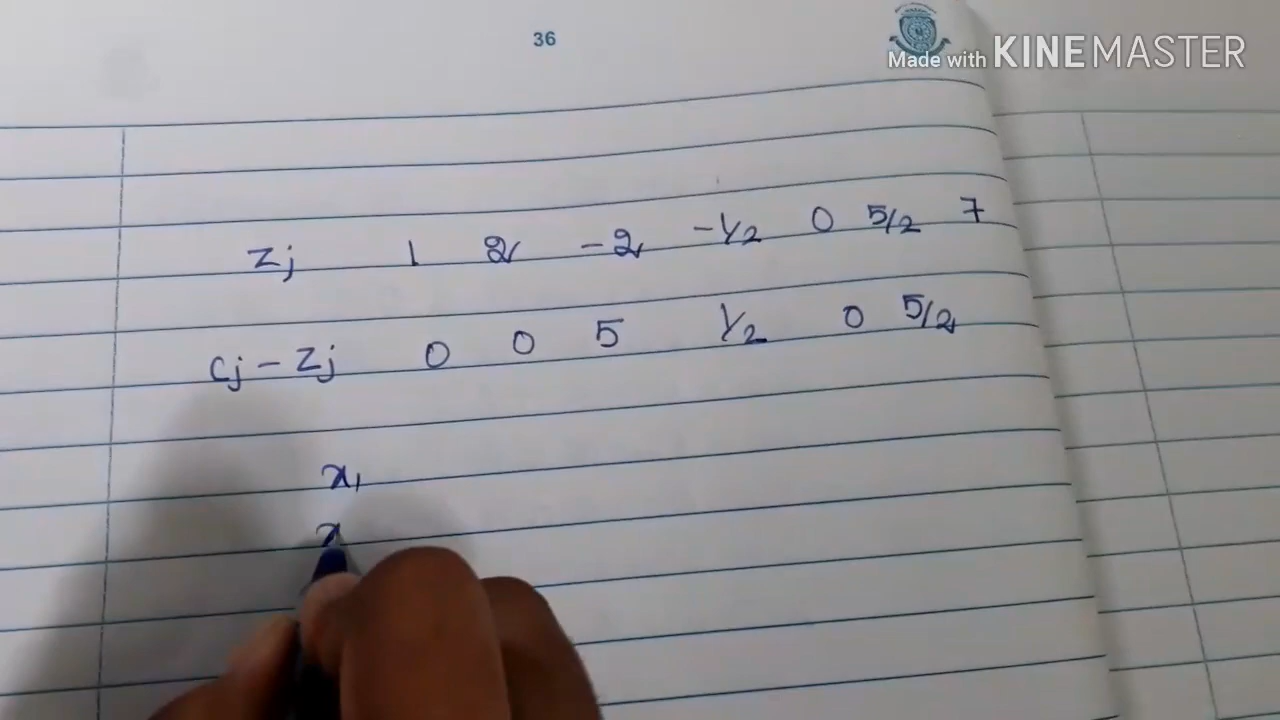 36
Made with KINEMASTER
Zj 1 2 -2 -1/2 0 5/2 7
Cj - Zj 0 0 5 1/2 0 5/2
x1
x